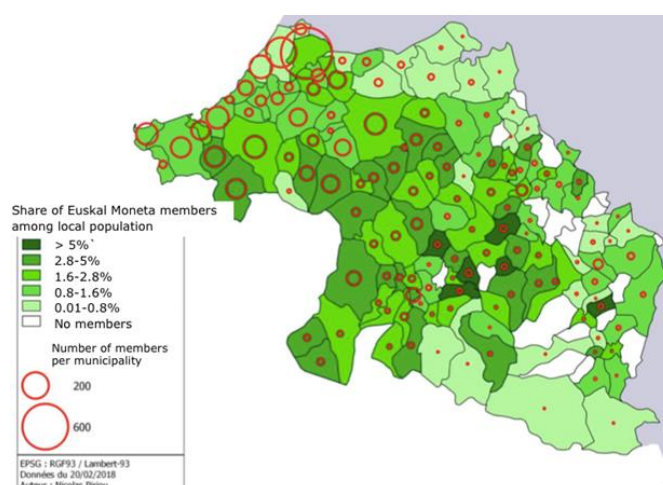 Share of Euskal Moneta members
among local population
> 5%`
2.8-5%
1.6-2.8%
0.8-1.6%
0.01-0.8%
No members
Number of members
per municipality
200
600
EPSG : RGF93 / Lambert-93
Données du 20/02/2018
Auteur : Nicolas